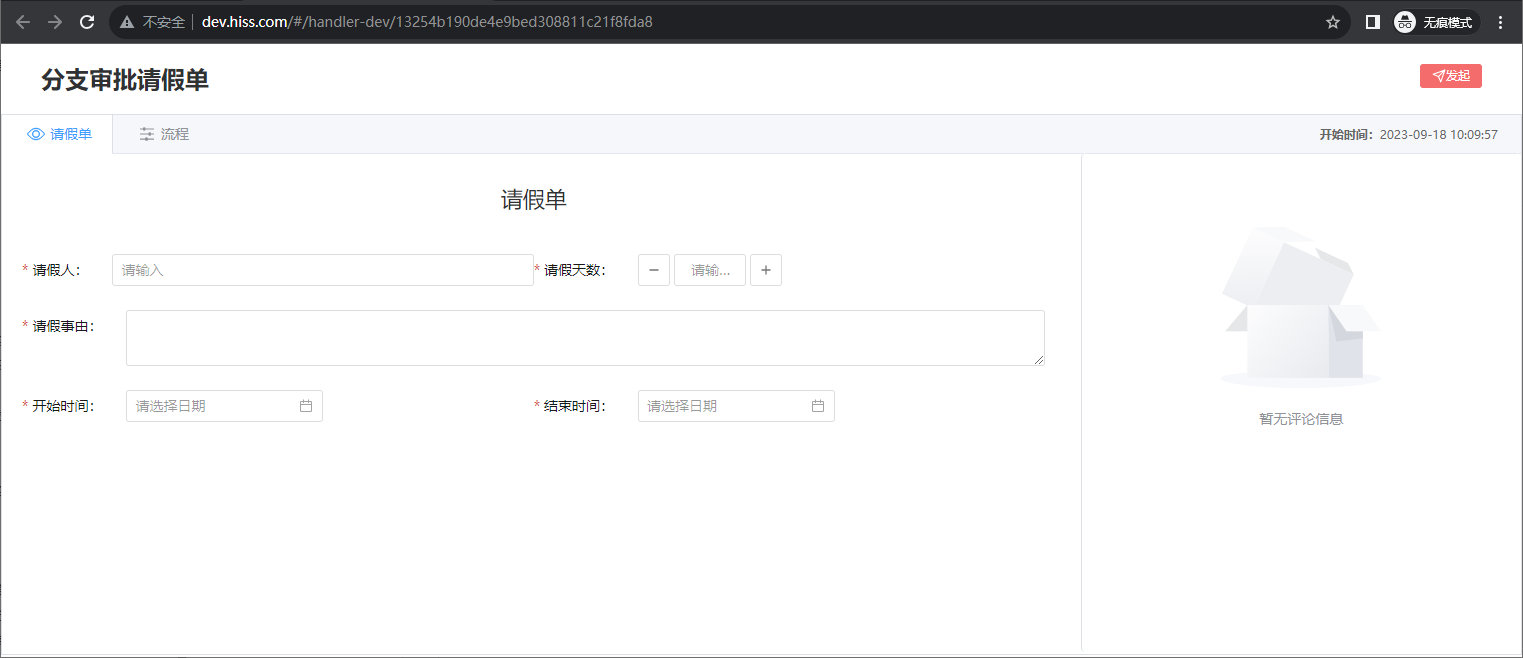 不安全 dev.hiss.com/#/handler-dev/13254b190de4e9bed308811c21f8fda8 无痕模式
分支审批请假单 发起
请假单 流程 开始时间：2023-09-18 10:09:57
请假单
* 请假人： 请输入 * 请假天数： − 请输... +
* 请假事由：
* 开始时间： 请选择日期 * 结束时间： 请选择日期
暂无评论信息